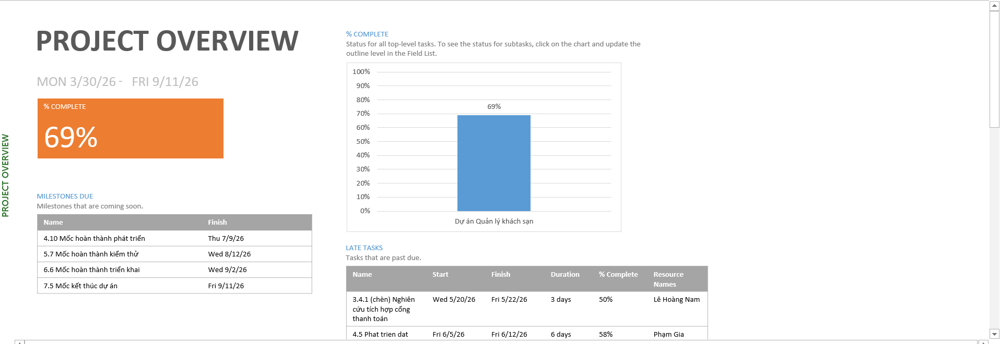 PROJECT OVERVIEW
PROJECT OVERVIEW
MON 3/30/26 - FRI 9/11/26
% COMPLETE
69%
MILESTONES DUE
Milestones that are coming soon.
Name Finish
4.10 Mốc hoàn thành phát triển Thu 7/9/26
5.7 Mốc hoàn thành kiểm thử Wed 8/12/26
6.6 Mốc hoàn thành triển khai Wed 9/2/26
7.5 Mốc kết thúc dự án Fri 9/11/26
% COMPLETE
Status for all top-level tasks. To see the status for subtasks, click on the chart and update the
outline level in the Field List.
100%
90%
80%
69%
70%
60%
50%
40%
30%
20%
10%
0%
Dự án Quản lý khách sạn
LATE TASKS
Tasks that are past due.
Name Start Finish Duration % Complete Resource
Names
3.4.1 (chèn) Nghiên Wed 5/20/26 Fri 5/22/26 3 days 50% Lê Hoàng Nam
cứu tích hợp cổng
thanh toán
4.5 Phat trien dat Fri 6/5/26 Fri 6/12/26 6 days 58% Phạm Gia